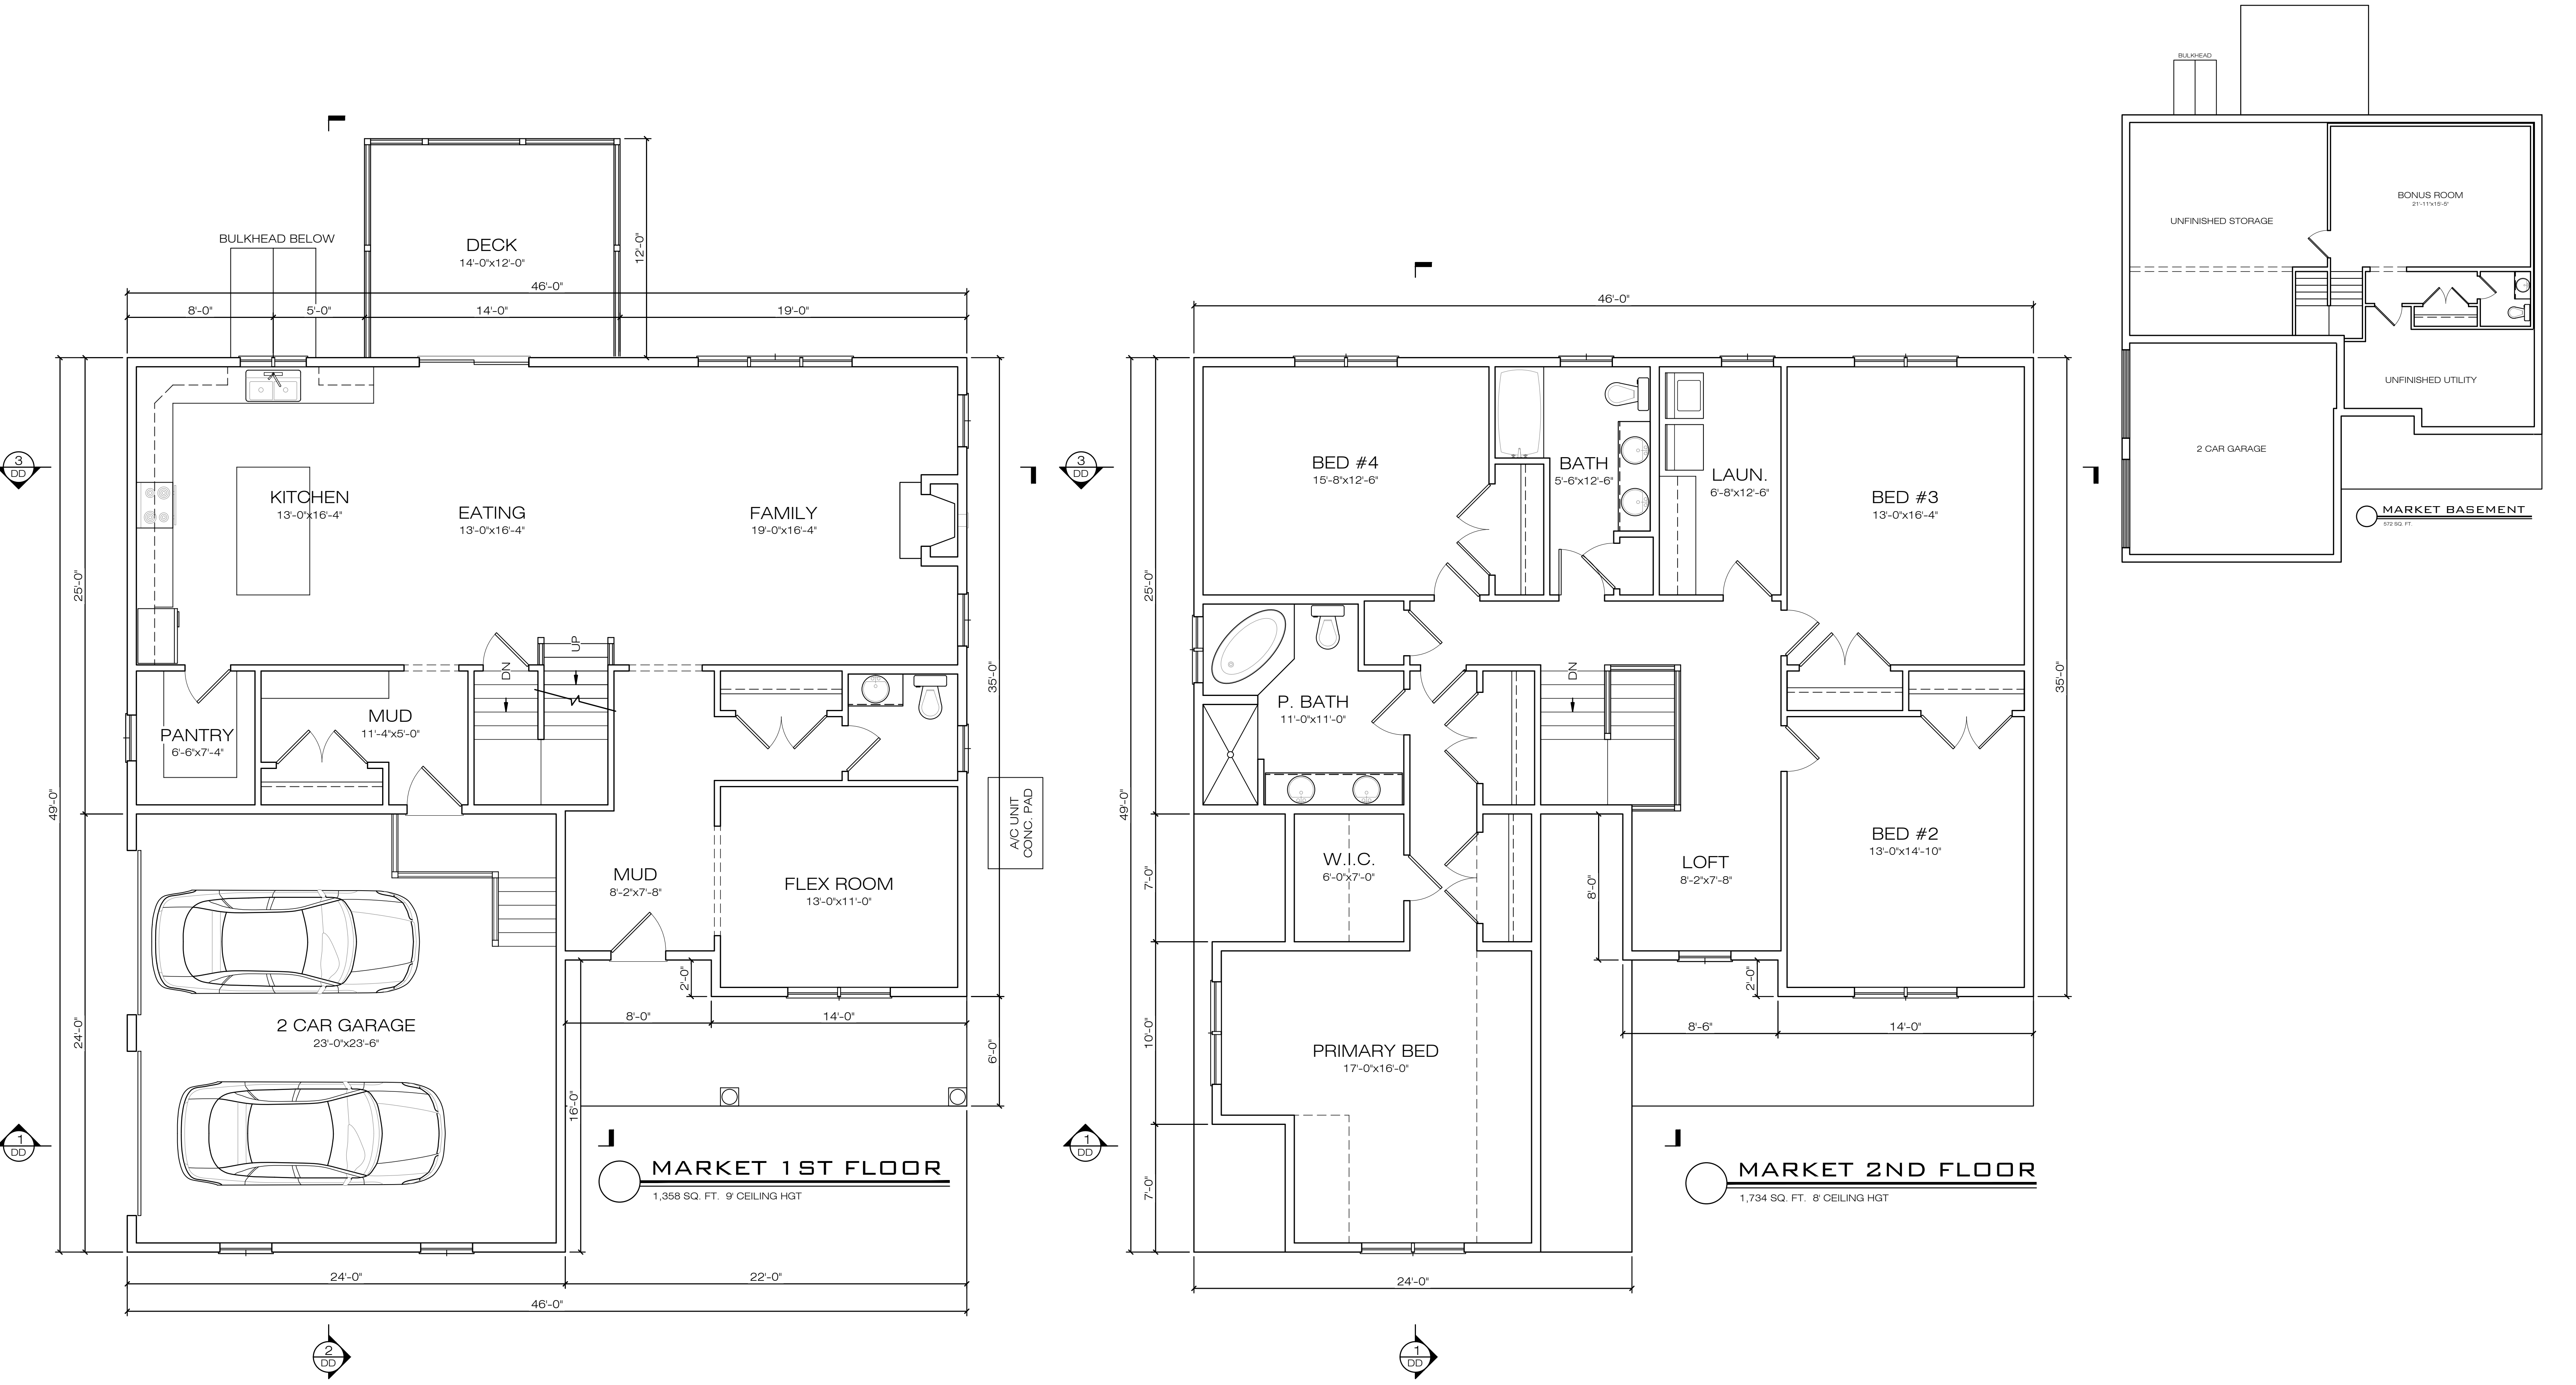 BULKHEAD BELOW
DECK
14'-0"x12'-0"
12'-0"
46'-0"
8'-0"
5'-0"
14'-0"
19'-0"
3
DD
KITCHEN
13'-0"x16'-4"
EATING
13'-0"x16'-4"
FAMILY
19'-0"x16'-4"
25'-0"
49'-0"
24'-0"
35'-0"
6'-0"
UP
DN
PANTRY
6'-6"x7'-4"
MUD
11'-4"x5'-0"
A/C UNIT
CONC. PAD
MUD
8'-2"x7'-8"
FLEX ROOM
13'-0"x11'-0"
2'-0"
8'-0"
14'-0"
2 CAR GARAGE
23'-0"x23'-6"
16'-0"
1
DD
MARKET 1ST FLOOR
1,358 SQ. FT. 9' CEILING HGT
24'-0"
22'-0"
46'-0"
2
DD
46'-0"
3
DD
BED #4
15'-8"x12'-6"
BATH
5'-6"x12'-6"
LAUN.
6'-8"x12'-6"
BED #3
13'-0"x16'-4"
25'-0"
49'-0"
7'-0"
10'-0"
7'-0"
35'-0"
P. BATH
11'-0"x11'-0"
DN
W.I.C.
6'-0"x7'-0"
8'-0"
LOFT
8'-2"x7'-8"
BED #2
13'-0"x14'-10"
2'-0"
8'-6"
14'-0"
PRIMARY BED
17'-0"x16'-0"
1
DD
MARKET 2ND FLOOR
1,734 SQ. FT. 8' CEILING HGT
24'-0"
1
DD
BULKHEAD
BONUS ROOM
21'-11"x15'-5"
UNFINISHED STORAGE
UNFINISHED UTILITY
2 CAR GARAGE
MARKET BASEMENT
572 SQ. FT.